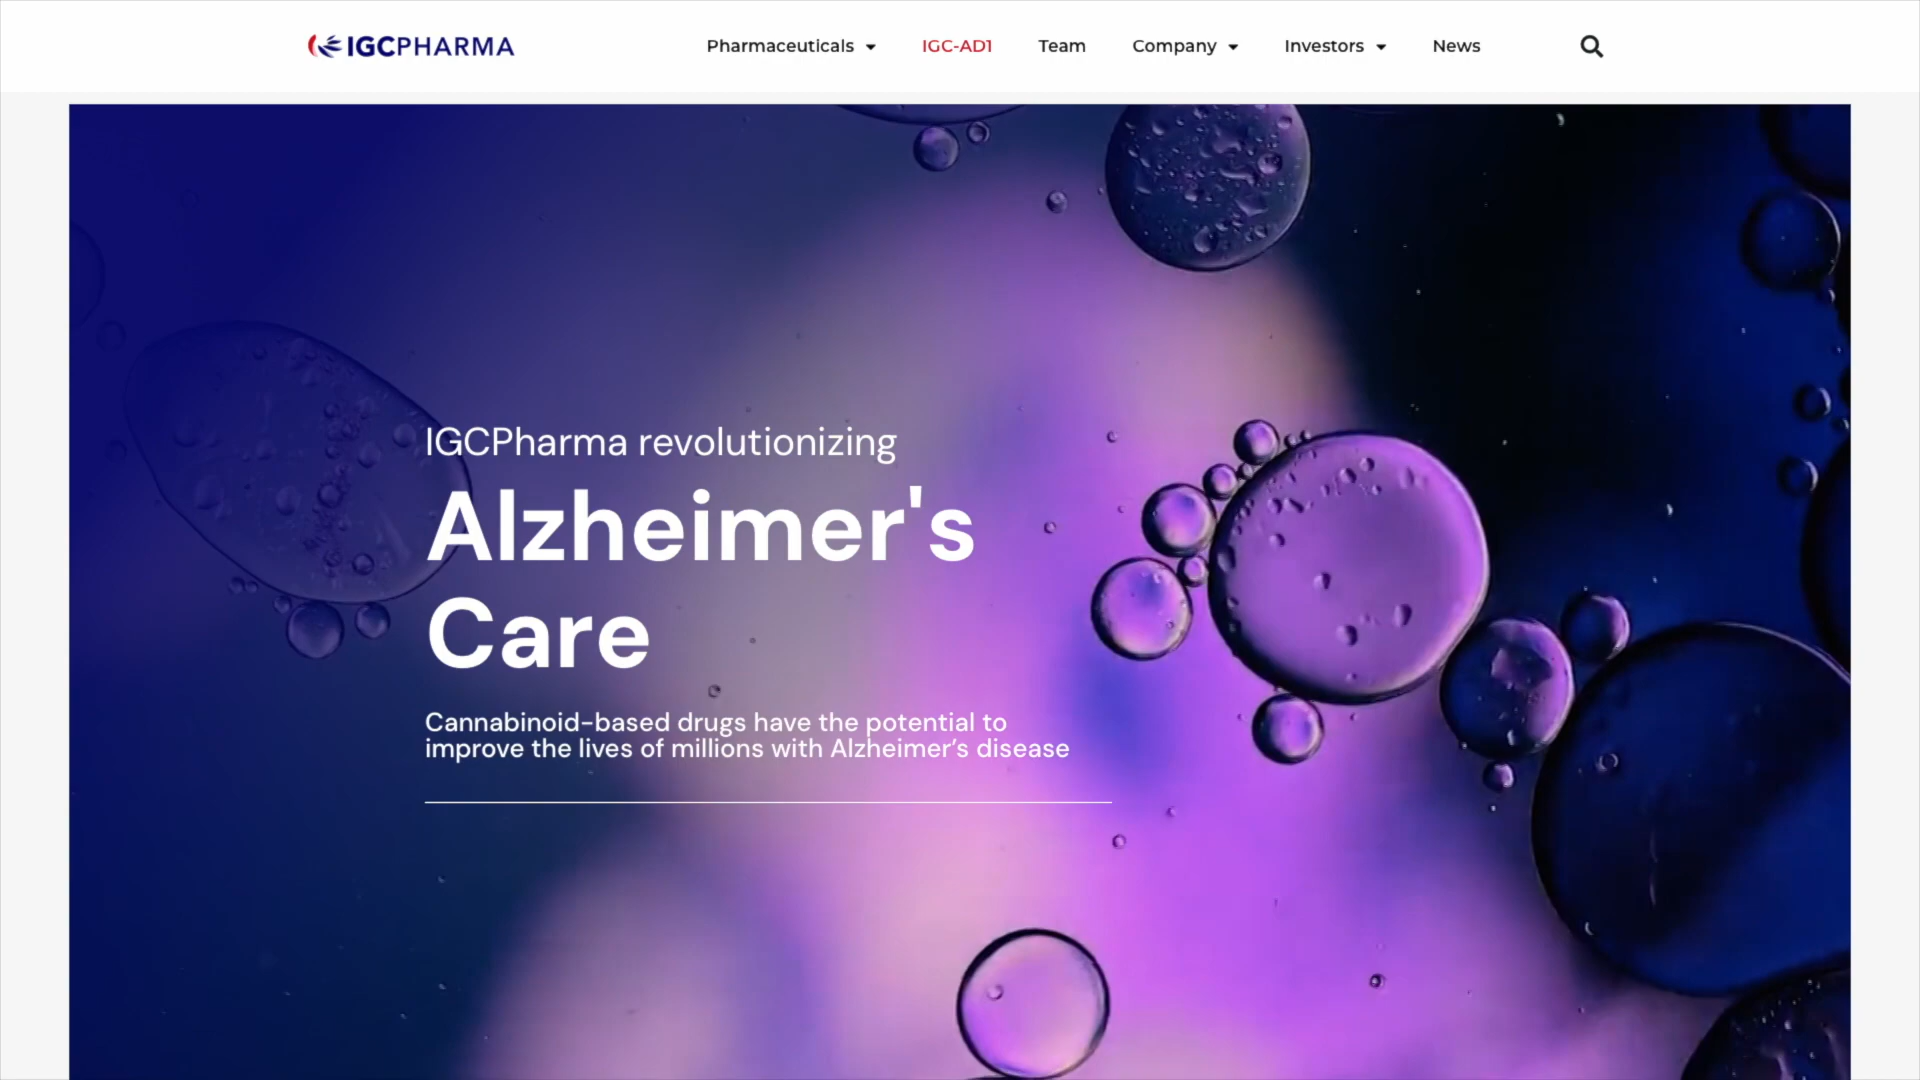 IGCPHARMA
Pharmaceuticals
IGC-AD1
Team
Company
Investors
News
IGCPharma revolutionizing
Alzheimer's
Care
Cannabinoid-based drugs have the potential to
improve the lives of millions with Alzheimer’s disease